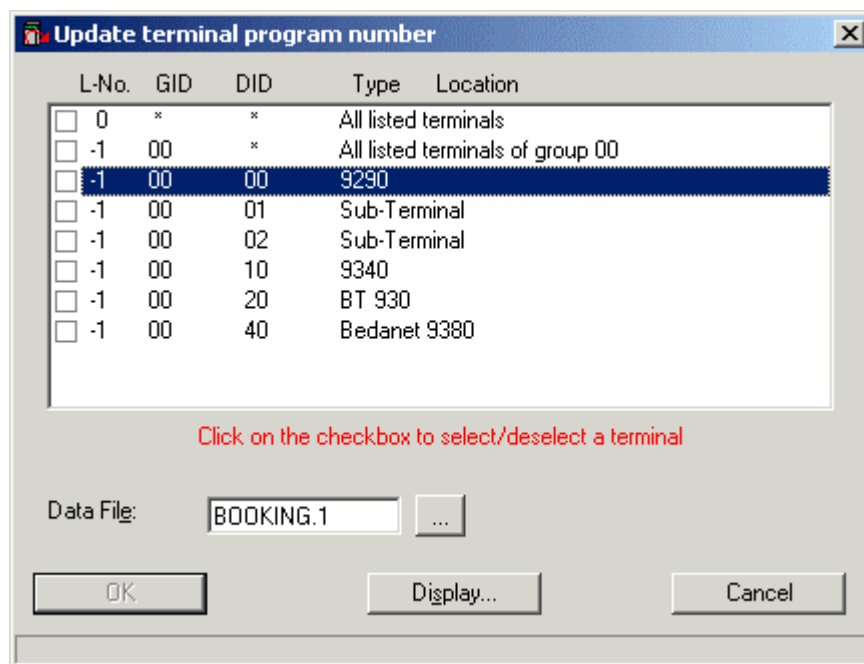 Update terminal program number
L-No. GID DID Type Location
0 * * All listed terminals
-1 00 * All listed terminals of group 00
-1 00 00 9290
-1 00 01 Sub-Terminal
-1 00 02 Sub-Terminal
-1 00 10 9340
-1 00 20 BT 930
-1 00 40 Bedanet 9380
Click on the checkbox to select/deselect a terminal
Data File: BOOKING.1 ...
OK Display... Cancel